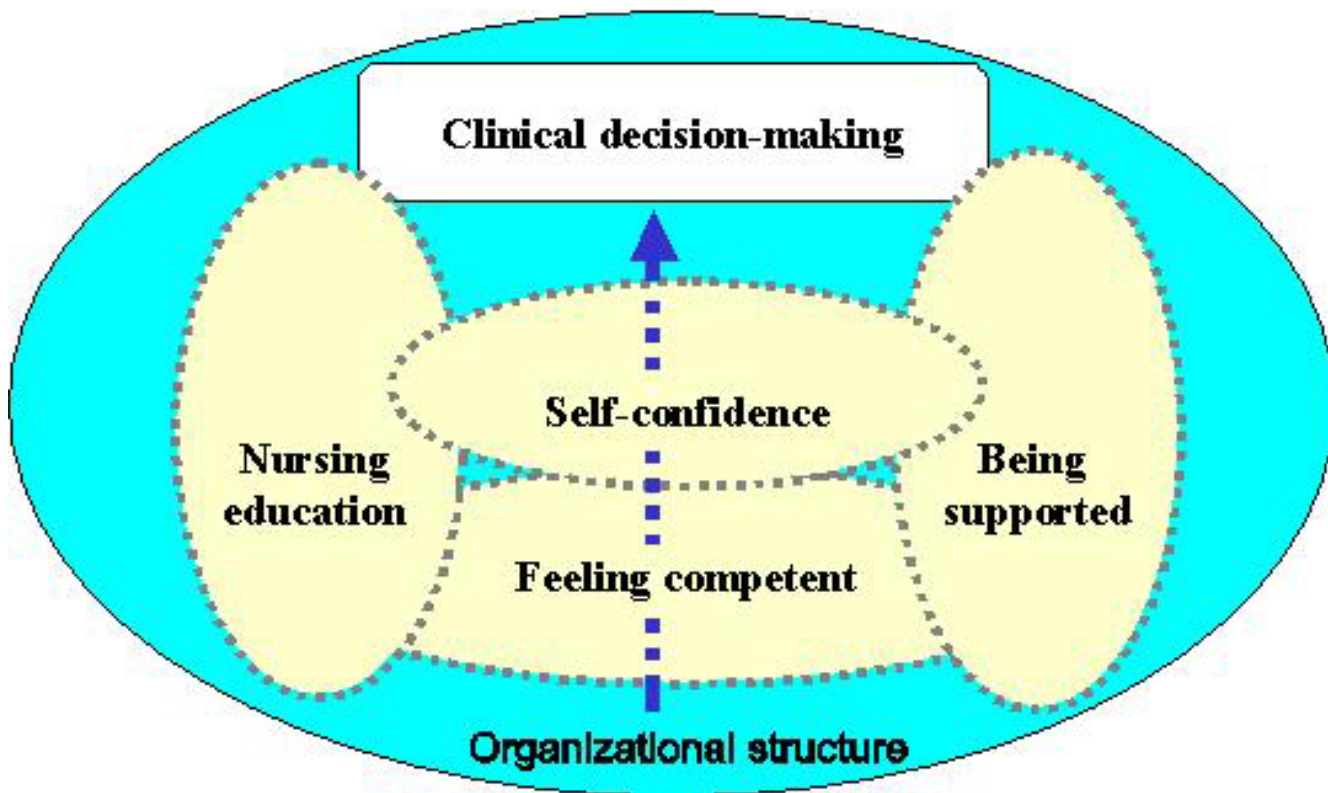 Clinical decision-making
Self-confidence
Nursing
education
Being
supported
Feeling competent
Organizational structure